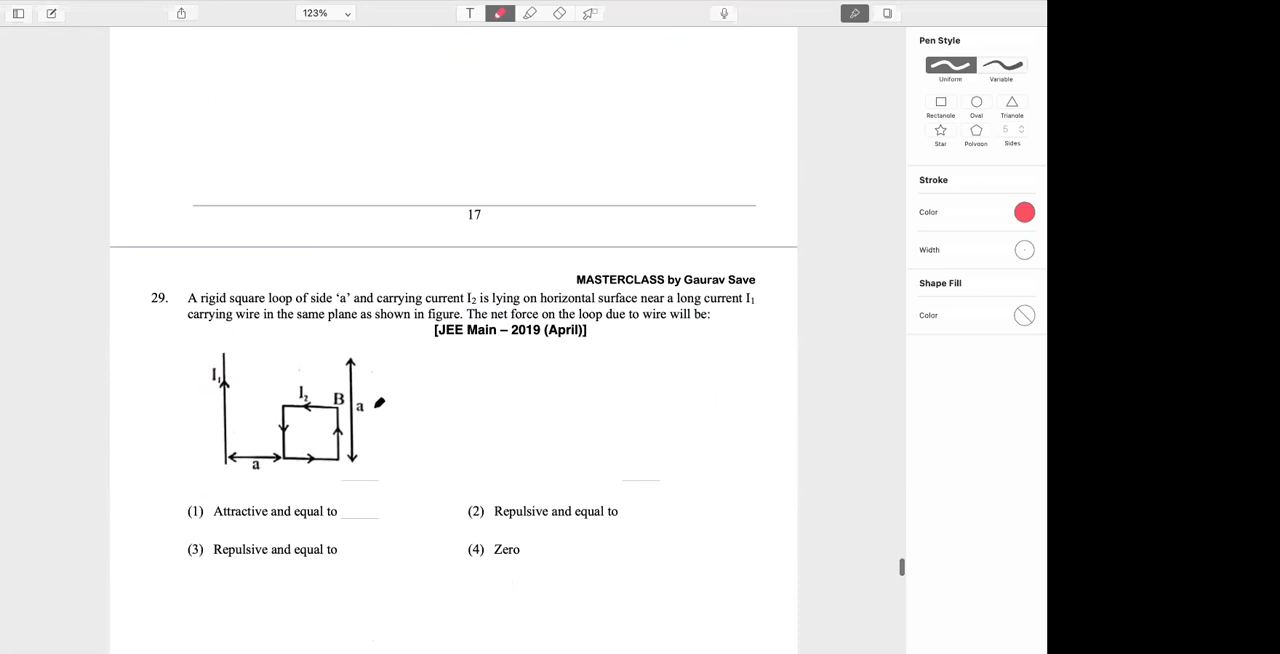 123%
T
Pen Style
Uniform
Variable
Rectangle
Oval
Triangle
5
Star
Polygon
Sides
Stroke
Color
Width
Shape Fill
Color
17
MASTERCLASS by Gaurav Save
29. A rigid square loop of side ‘a’ and carrying current I₂ is lying on horizontal surface near a long current I₁
carrying wire in the same plane as shown in figure. The net force on the loop due to wire will be:
[JEE Main – 2019 (April)]
I₁
I₂
B
a
a
(1) Attractive and equal to
(2) Repulsive and equal to
(3) Repulsive and equal to
(4) Zero